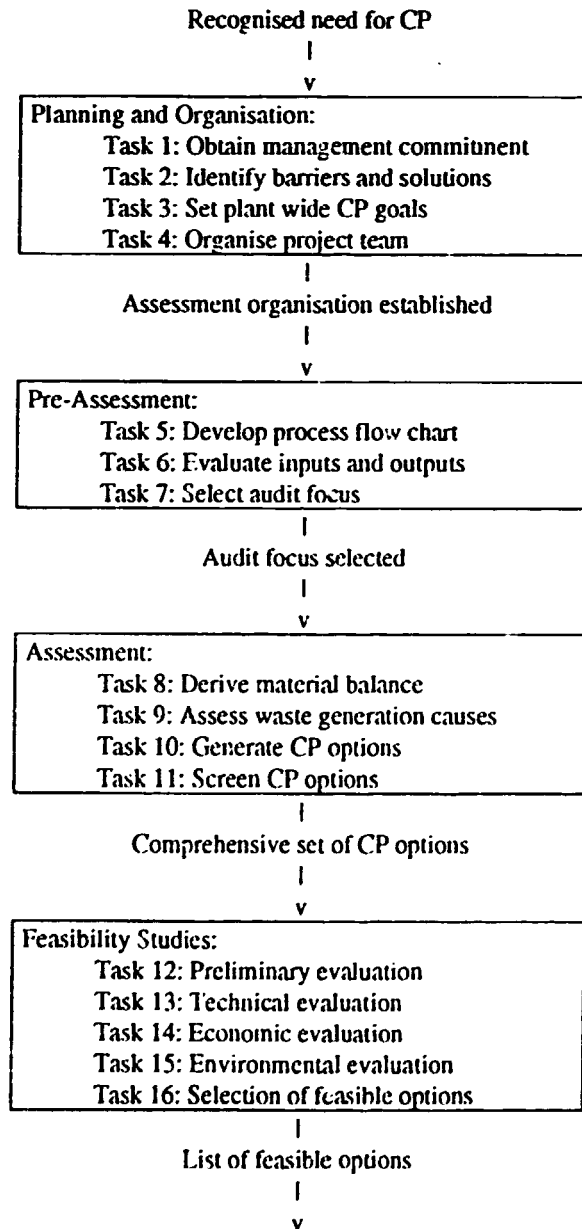 Recognised need for CP
|
v
Planning and Organisation:
Task 1: Obtain management commitment
Task 2: Identify barriers and solutions
Task 3: Set plant wide CP goals
Task 4: Organise project team
|
Assessment organisation established
|
v
Pre-Assessment:
Task 5: Develop process flow chart
Task 6: Evaluate inputs and outputs
Task 7: Select audit focus
|
Audit focus selected
|
v
Assessment:
Task 8: Derive material balance
Task 9: Assess waste generation causes
Task 10: Generate CP options
Task 11: Screen CP options
|
Comprehensive set of CP options
|
v
Feasibility Studies:
Task 12: Preliminary evaluation
Task 13: Technical evaluation
Task 14: Economic evaluation
Task 15: Environmental evaluation
Task 16: Selection of feasible options
|
List of feasible options
|
v